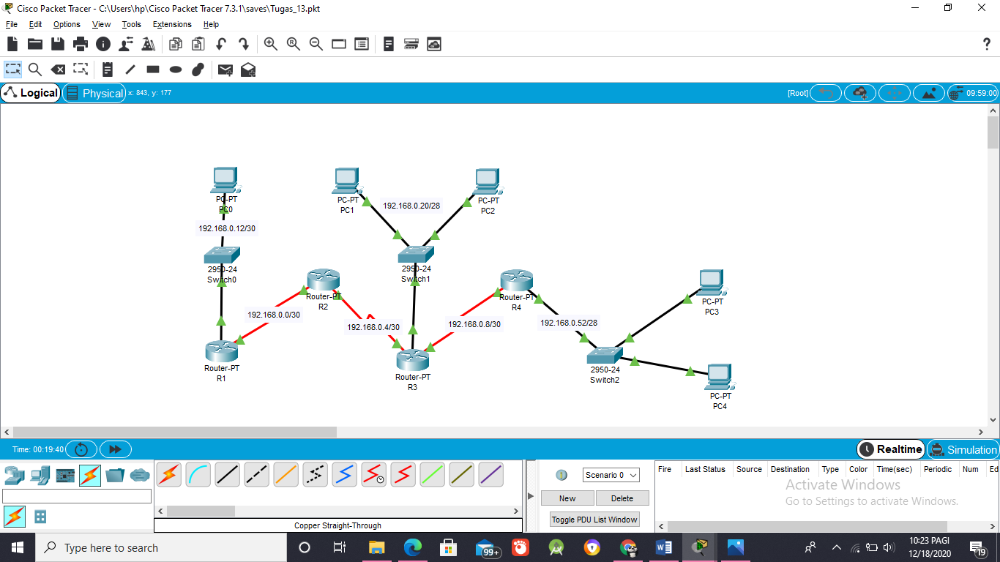 Cisco Packet Tracer - C:\Users\hp\Cisco Packet Tracer 7.3.1\saves\Tugas_13.pkt
File Edit Options View Tools Extensions Help
Logical Physical x: 843, y: 177 [Root] 09:59:00
PC-PT
PC0
PC-PT
PC1
192.168.0.20/28
PC-PT
PC2
192.168.0.12/30
2950-24
Switch0
2950-24
Switch1
Router-PT
R2
Router-PT
R4
PC-PT
PC3
192.168.0.0/30
192.168.0.4/30
192.168.0.8/30
192.168.0.52/28
Router-PT
R1
Router-PT
R3
2950-24
Switch2
PC-PT
PC4
Time: 00:19:40
Realtime Simulation
Scenario 0
New Delete
Toggle PDU List Window
Fire Last Status Source Destination Type Color Time(sec) Periodic Num Ed
Activate Windows
Go to Settings to activate Windows.
Copper Straight-Through
Type here to search
99+
10:23 PAGI
12/18/2020
19